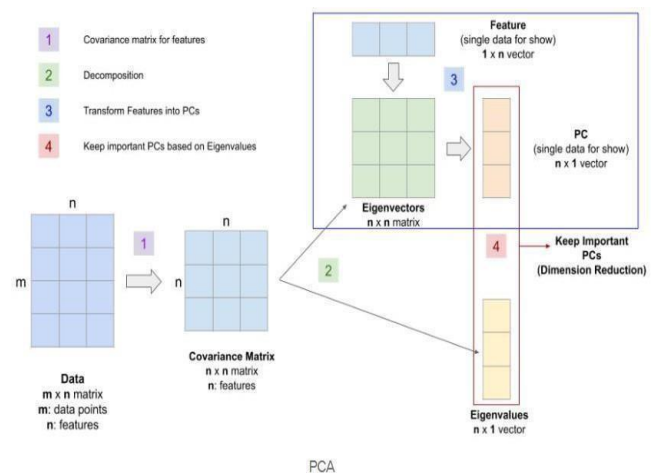 1
Covariance matrix for features
2
Decomposition
3
Transform Features into PCs
4
Keep important PCs based on Eigenvalues
Feature
(single data for show)
1 x n vector
3
PC
(single data for show)
n x 1 vector
Eigenvectors
n x n matrix
n
m
1
n
n
2
4
Keep Important
PCs
(Dimension Reduction)
Data
m x n matrix
m: data points
n: features
Covariance Matrix
n x n matrix
n: features
Eigenvalues
n x 1 vector
PCA